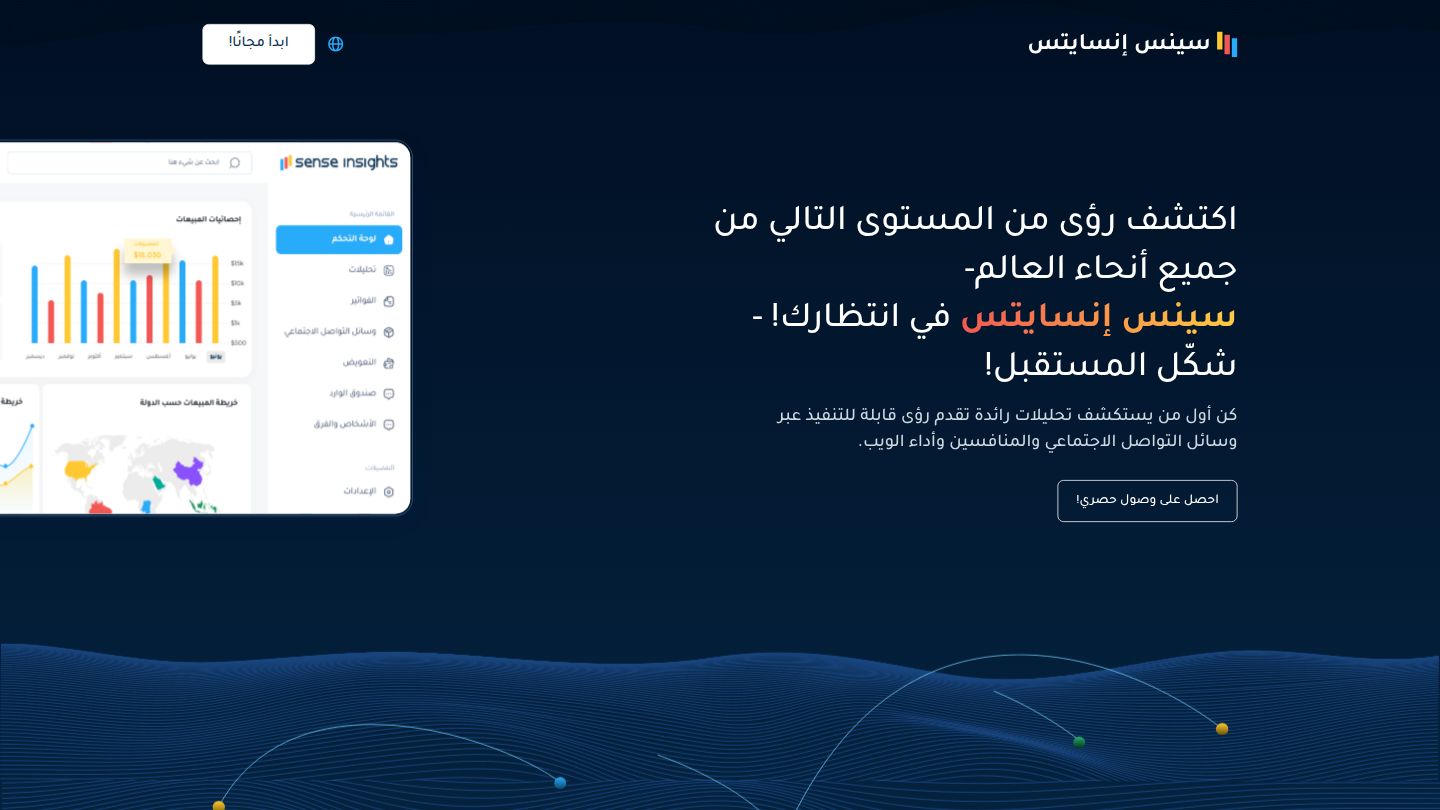 سينس إنسايتس
ابدأ مجانًا!
اكتشف رؤى من المستوى التالي من
جميع أنحاء العالم-
سينس إنسايتس في انتظارك! -
شكّل المستقبل!
كن أول من يستكشف تحليلات رائدة تقدم رؤى قابلة للتنفيذ عبر
وسائل التواصل الاجتماعي والمنافسين وأداء الويب.
احصل على وصول حصري!
sense insights
ابحث عن شيء هنا
القائمة الرئيسية
لوحة التحكم
تحليلات
الفواتير
وسائل التواصل الاجتماعي
التعويض
صندوق الوارد
الأشخاص والفرق
التفضيلات
الإعدادات
إحصائيات المبيعات
المبيعات
$15.030
$15k
$10k
$5k
$1k
$500
يونيو يوليو أغسطس سبتمبر أكتوبر نوفمبر ديسمبر
خريطة المبيعات حسب الدولة
خريطة